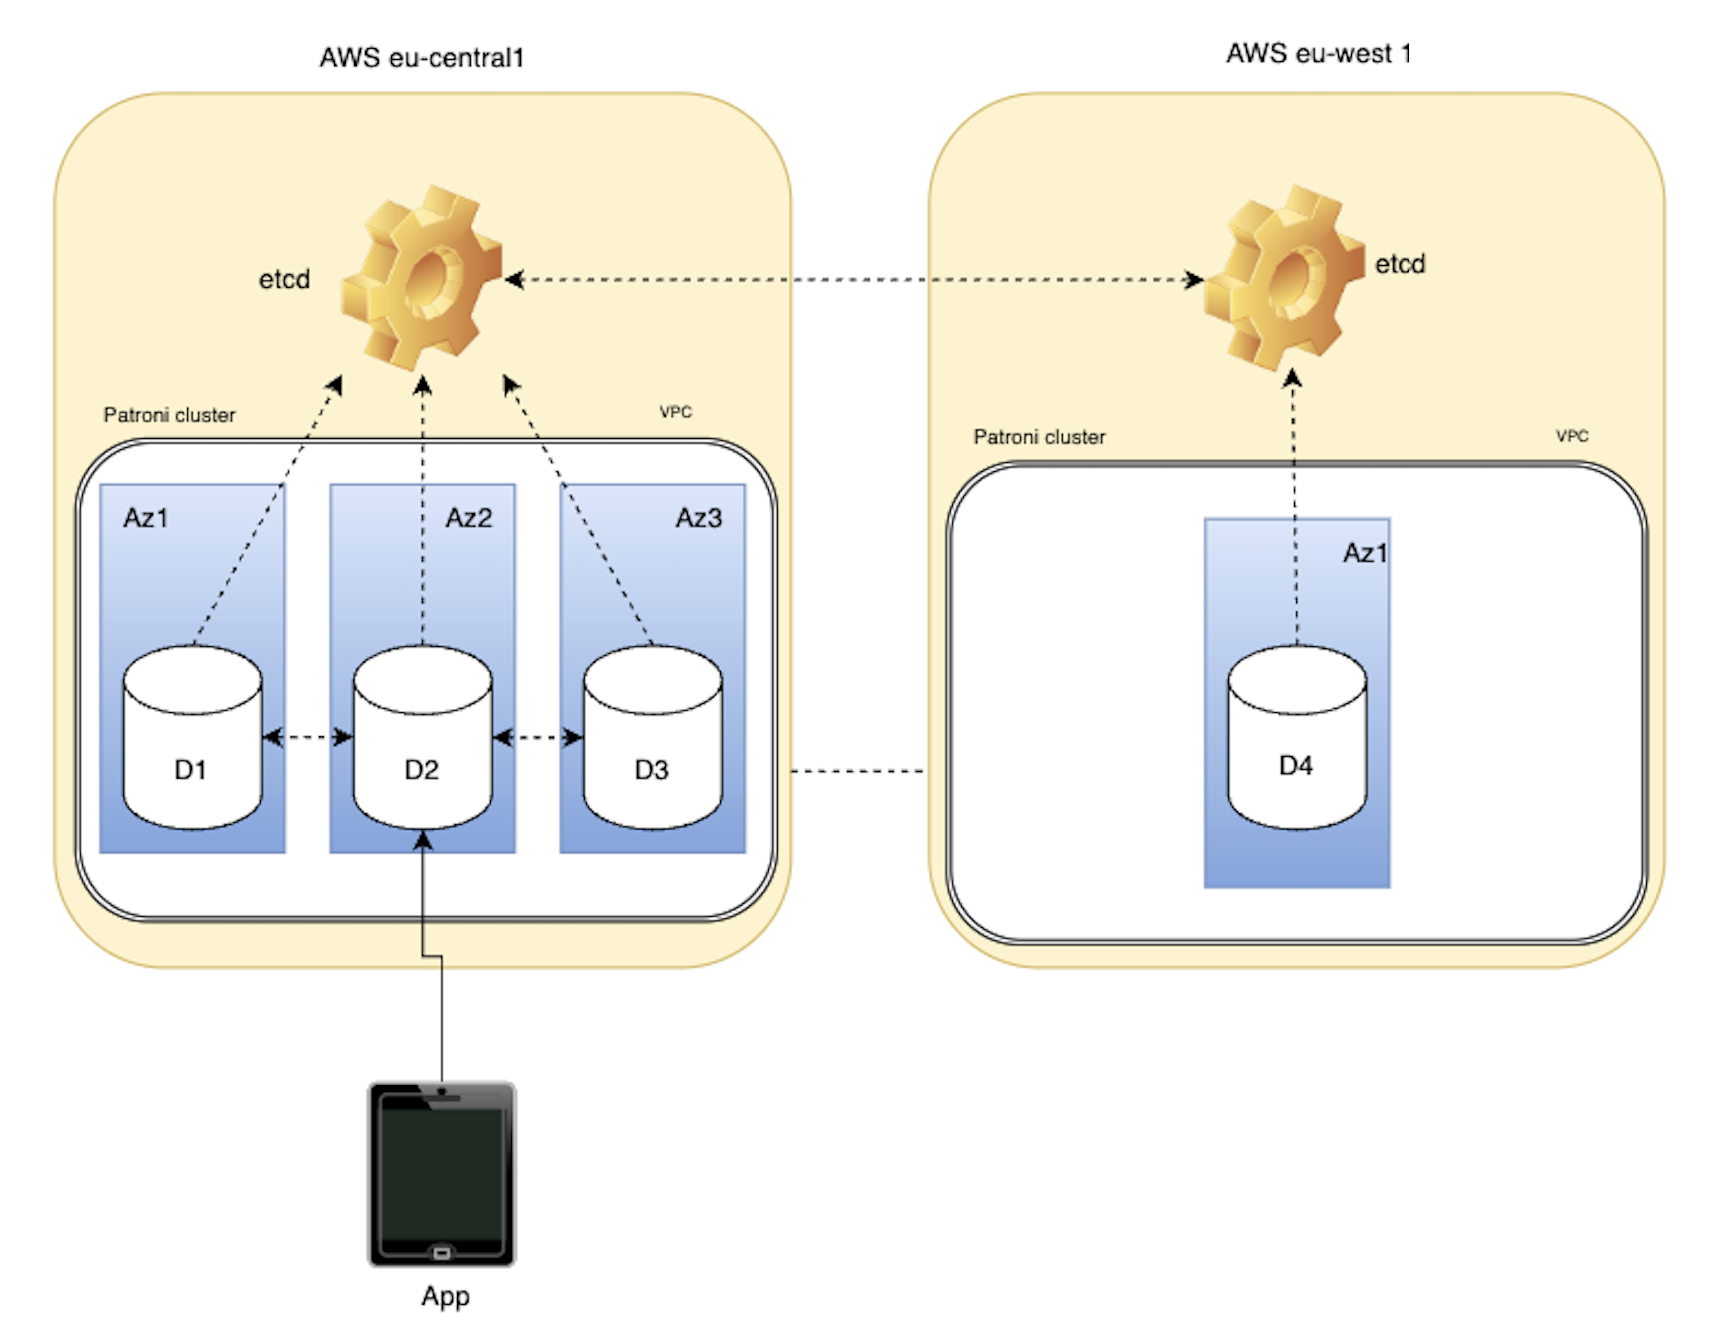 AWS eu-central1
AWS eu-west 1
etcd
etcd
Patroni cluster
VPC
Patroni cluster
VPC
Az1
Az2
Az3
Az1
D1
D2
D3
D4
App